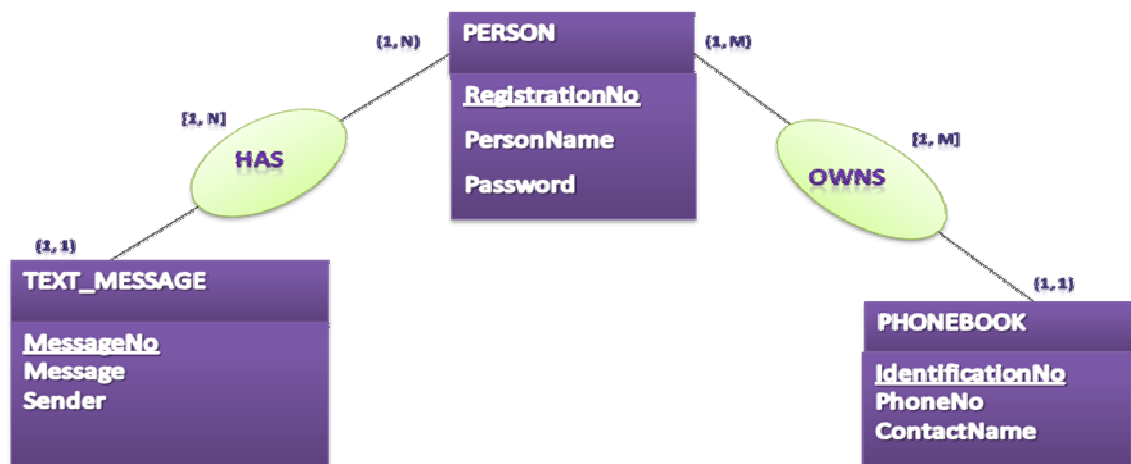 PERSON
(1, N)
(1, M)
RegistrationNo
PersonName
Password
[1, N]
HAS
[1, M]
OWNS
(1, 1)
TEXT_MESSAGE
MessageNo
Message
Sender
(1, 1)
PHONEBOOK
IdentificationNo
PhoneNo
ContactName